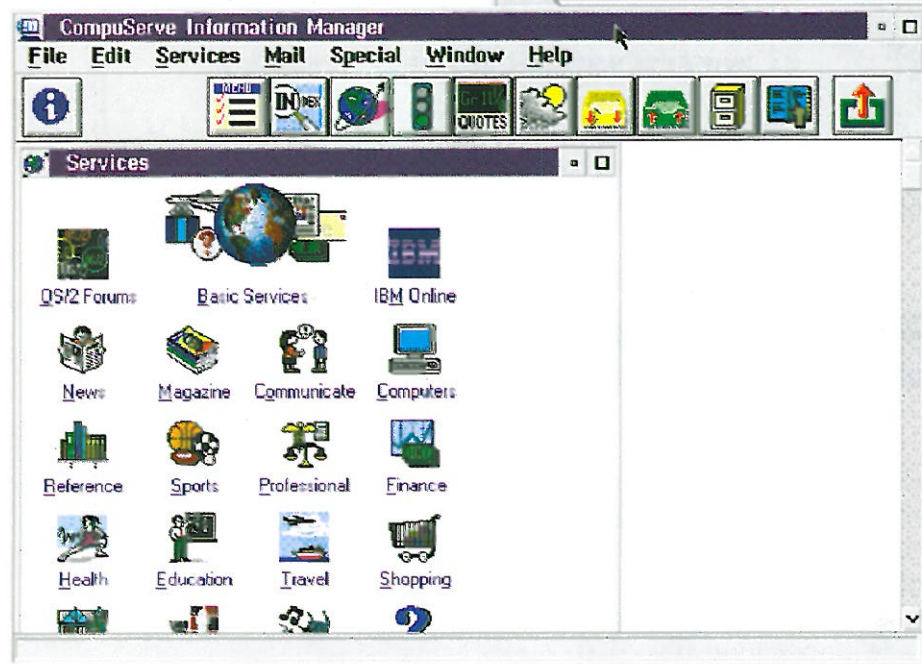 CompuServe Information Manager
File Edit Services Mail Special Window Help
MENU INDEX QUOTES
Services
OS/2 Forums Basic Services IBM Online
IBM
News Magazine Communicate Computers
Reference Sports Professional Finance
Health Education Travel Shopping